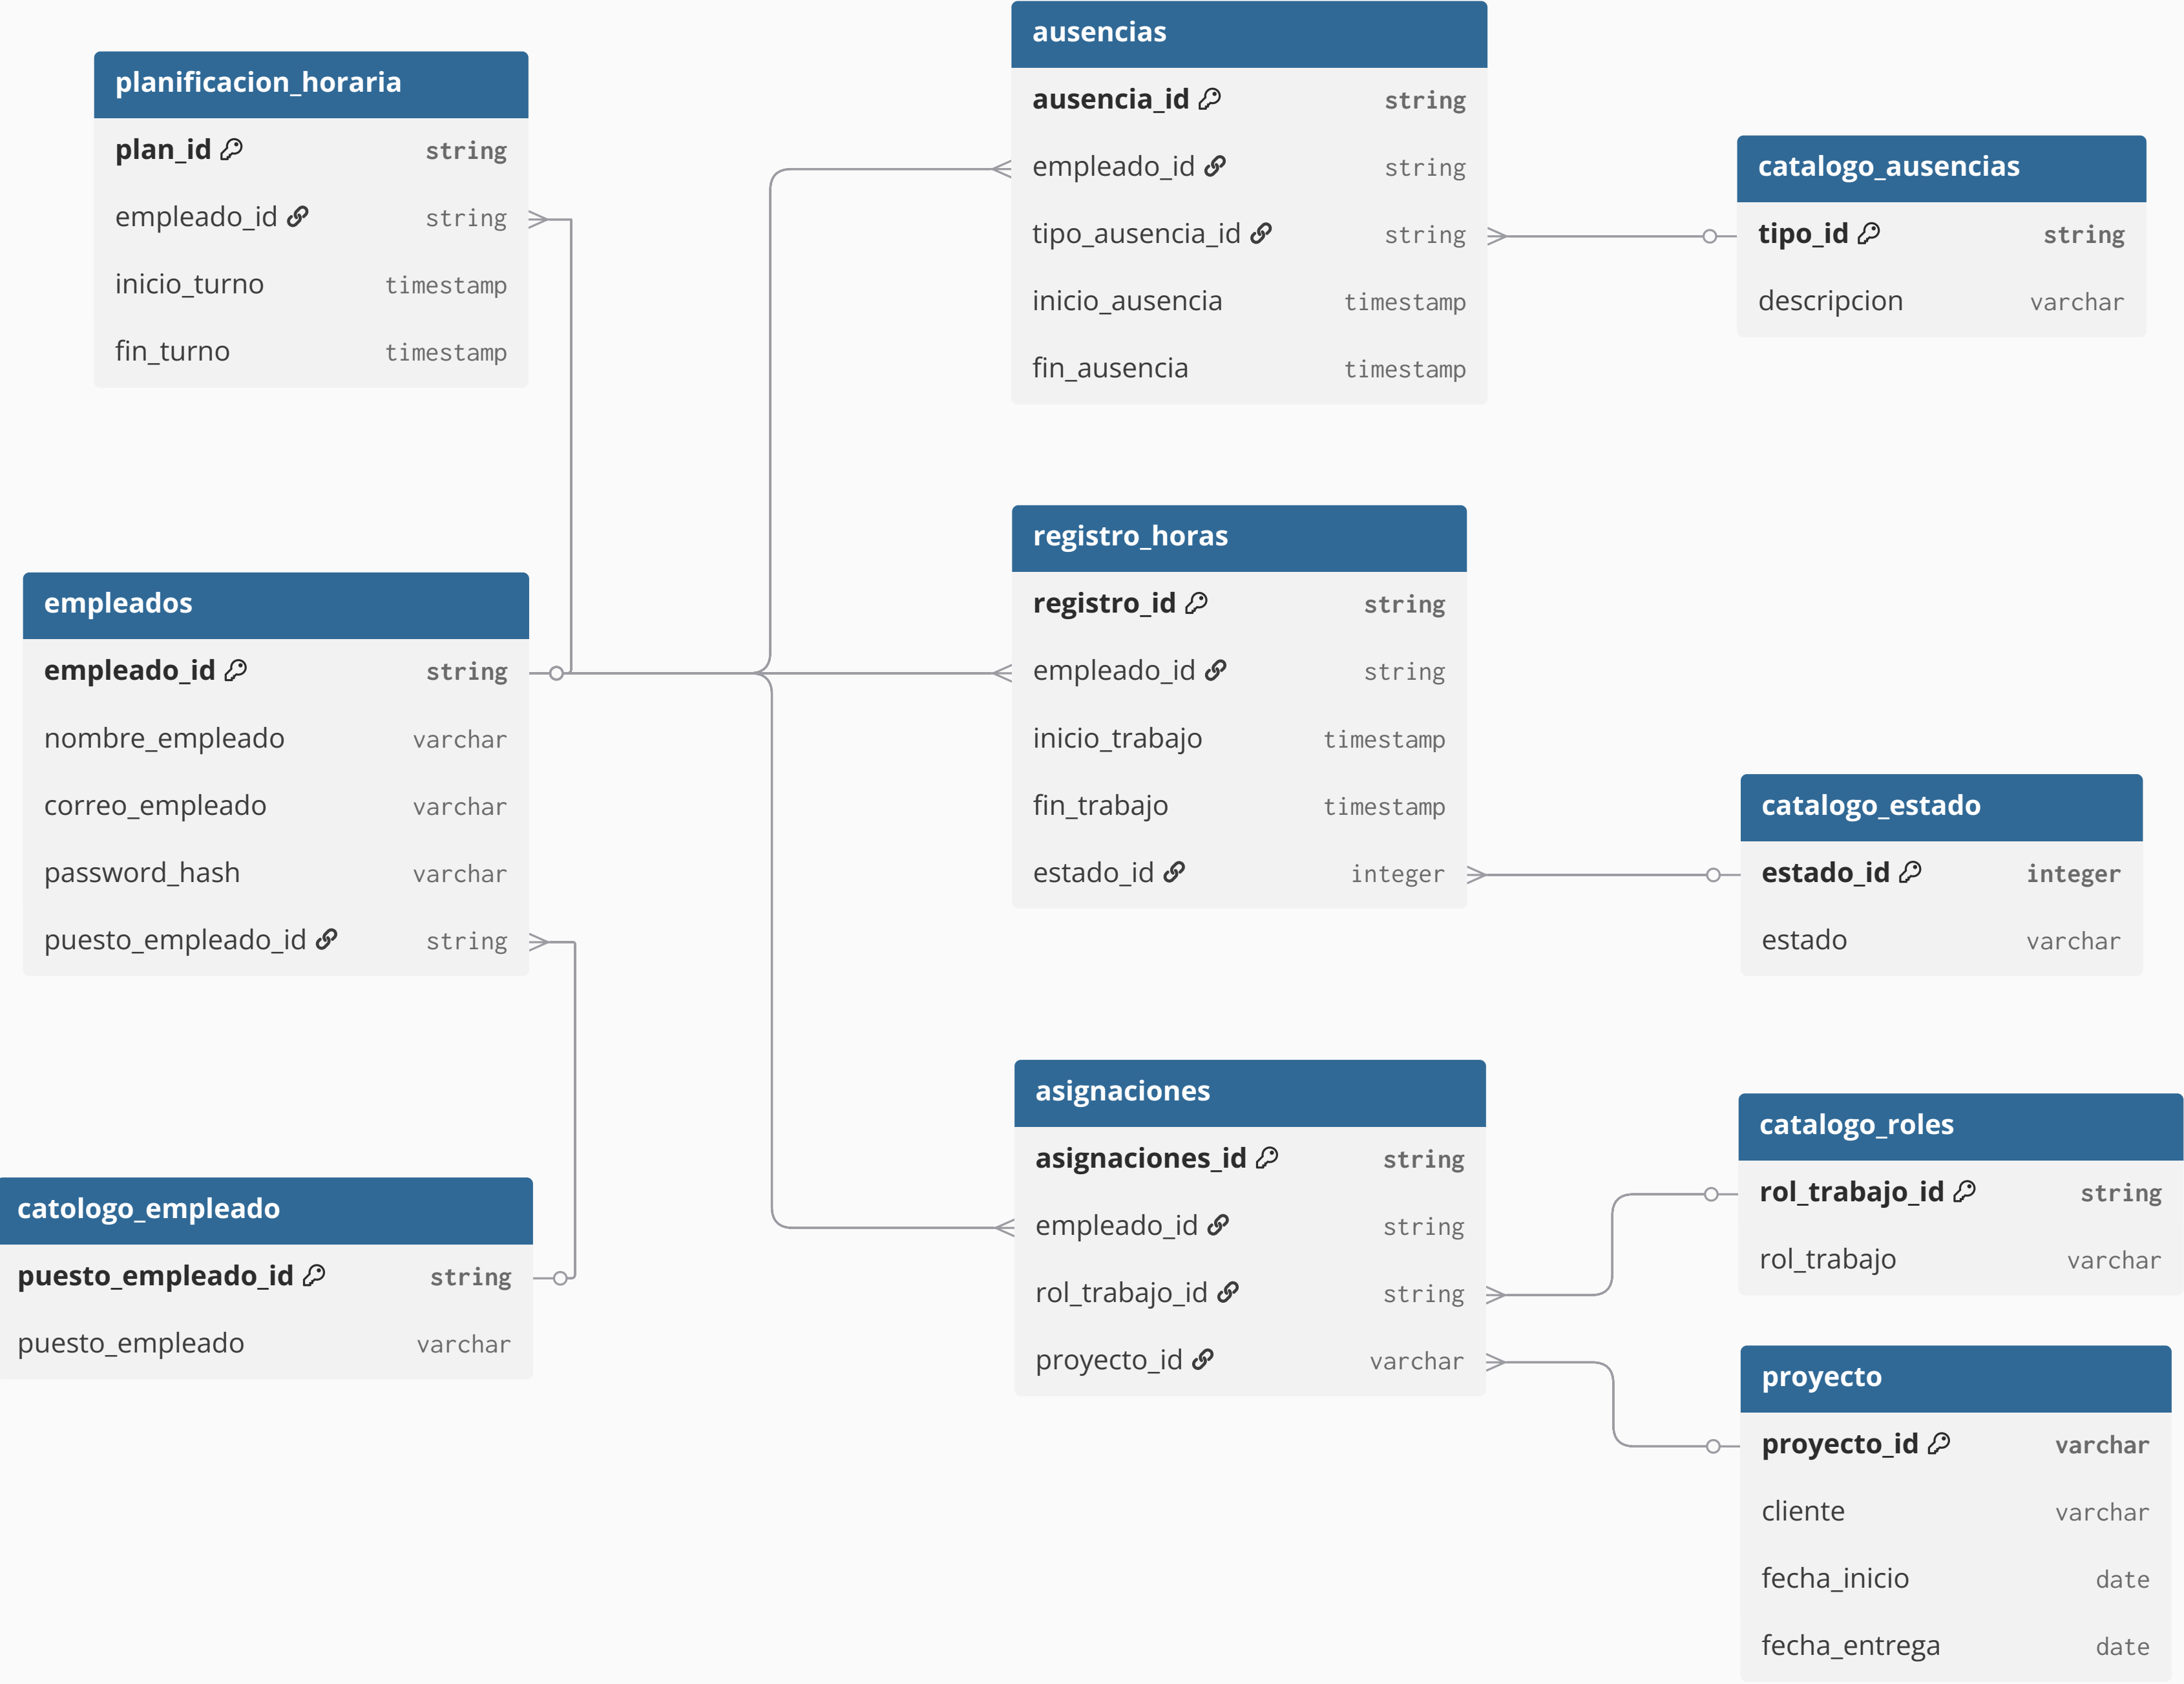 planificacion_horaria
plan_id string
empleado_id string
inicio_turno timestamp
fin_turno timestamp
empleados
empleado_id string
nombre_empleado varchar
correo_empleado varchar
password_hash varchar
puesto_empleado_id string
catologo_empleado
puesto_empleado_id string
puesto_empleado varchar
ausencias
ausencia_id string
empleado_id string
tipo_ausencia_id string
inicio_ausencia timestamp
fin_ausencia timestamp
registro_horas
registro_id string
empleado_id string
inicio_trabajo timestamp
fin_trabajo timestamp
estado_id integer
asignaciones
asignaciones_id string
empleado_id string
rol_trabajo_id string
proyecto_id varchar
catalogo_ausencias
tipo_id string
descripcion varchar
catalogo_estado
estado_id integer
estado varchar
catalogo_roles
rol_trabajo_id string
rol_trabajo varchar
proyecto
proyecto_id varchar
cliente varchar
fecha_inicio date
fecha_entrega date